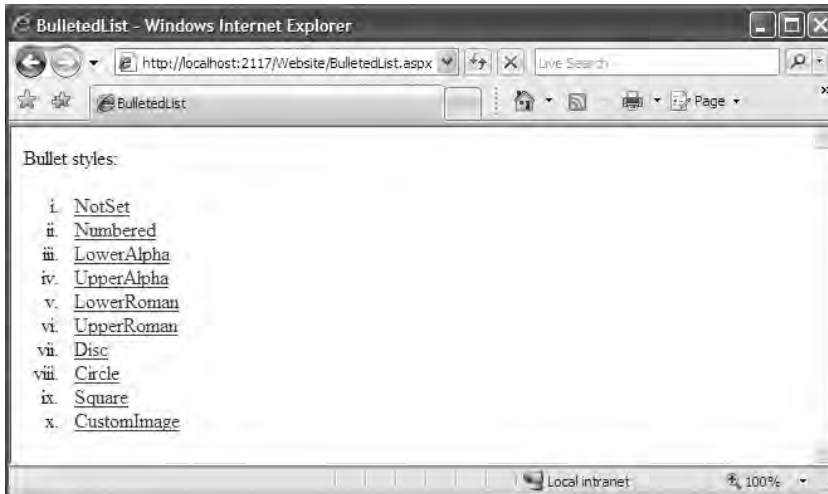 BulletedList - Windows Internet Explorer
http://localhost:2117/Website/BulletedList.aspx
Live Search
BulletedList
Page
Bullet styles:
i. NotSet
ii. Numbered
iii. LowerAlpha
iv. UpperAlpha
v. LowerRoman
vi. UpperRoman
vii. Disc
viii. Circle
ix. Square
x. CustomImage
Local intranet
100%